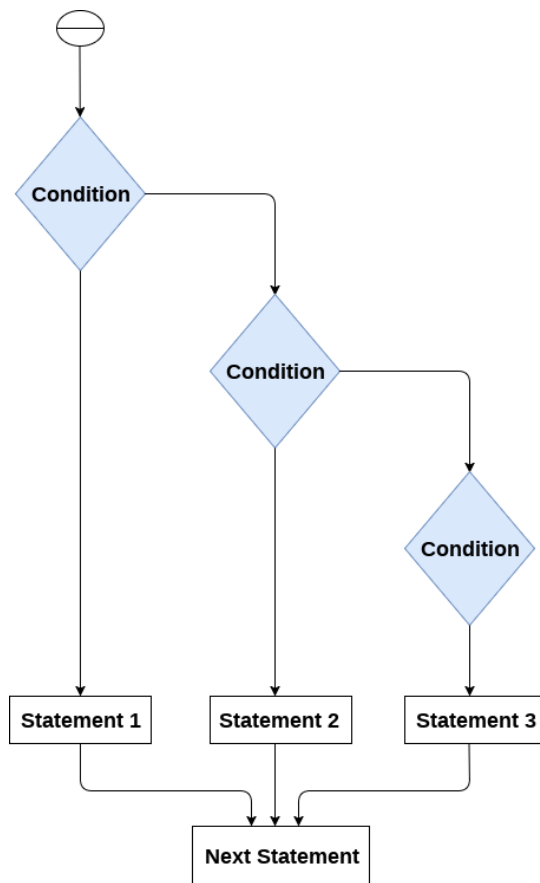 Condition
Condition
Condition
Statement 1
Statement 2
Statement 3
Next Statement